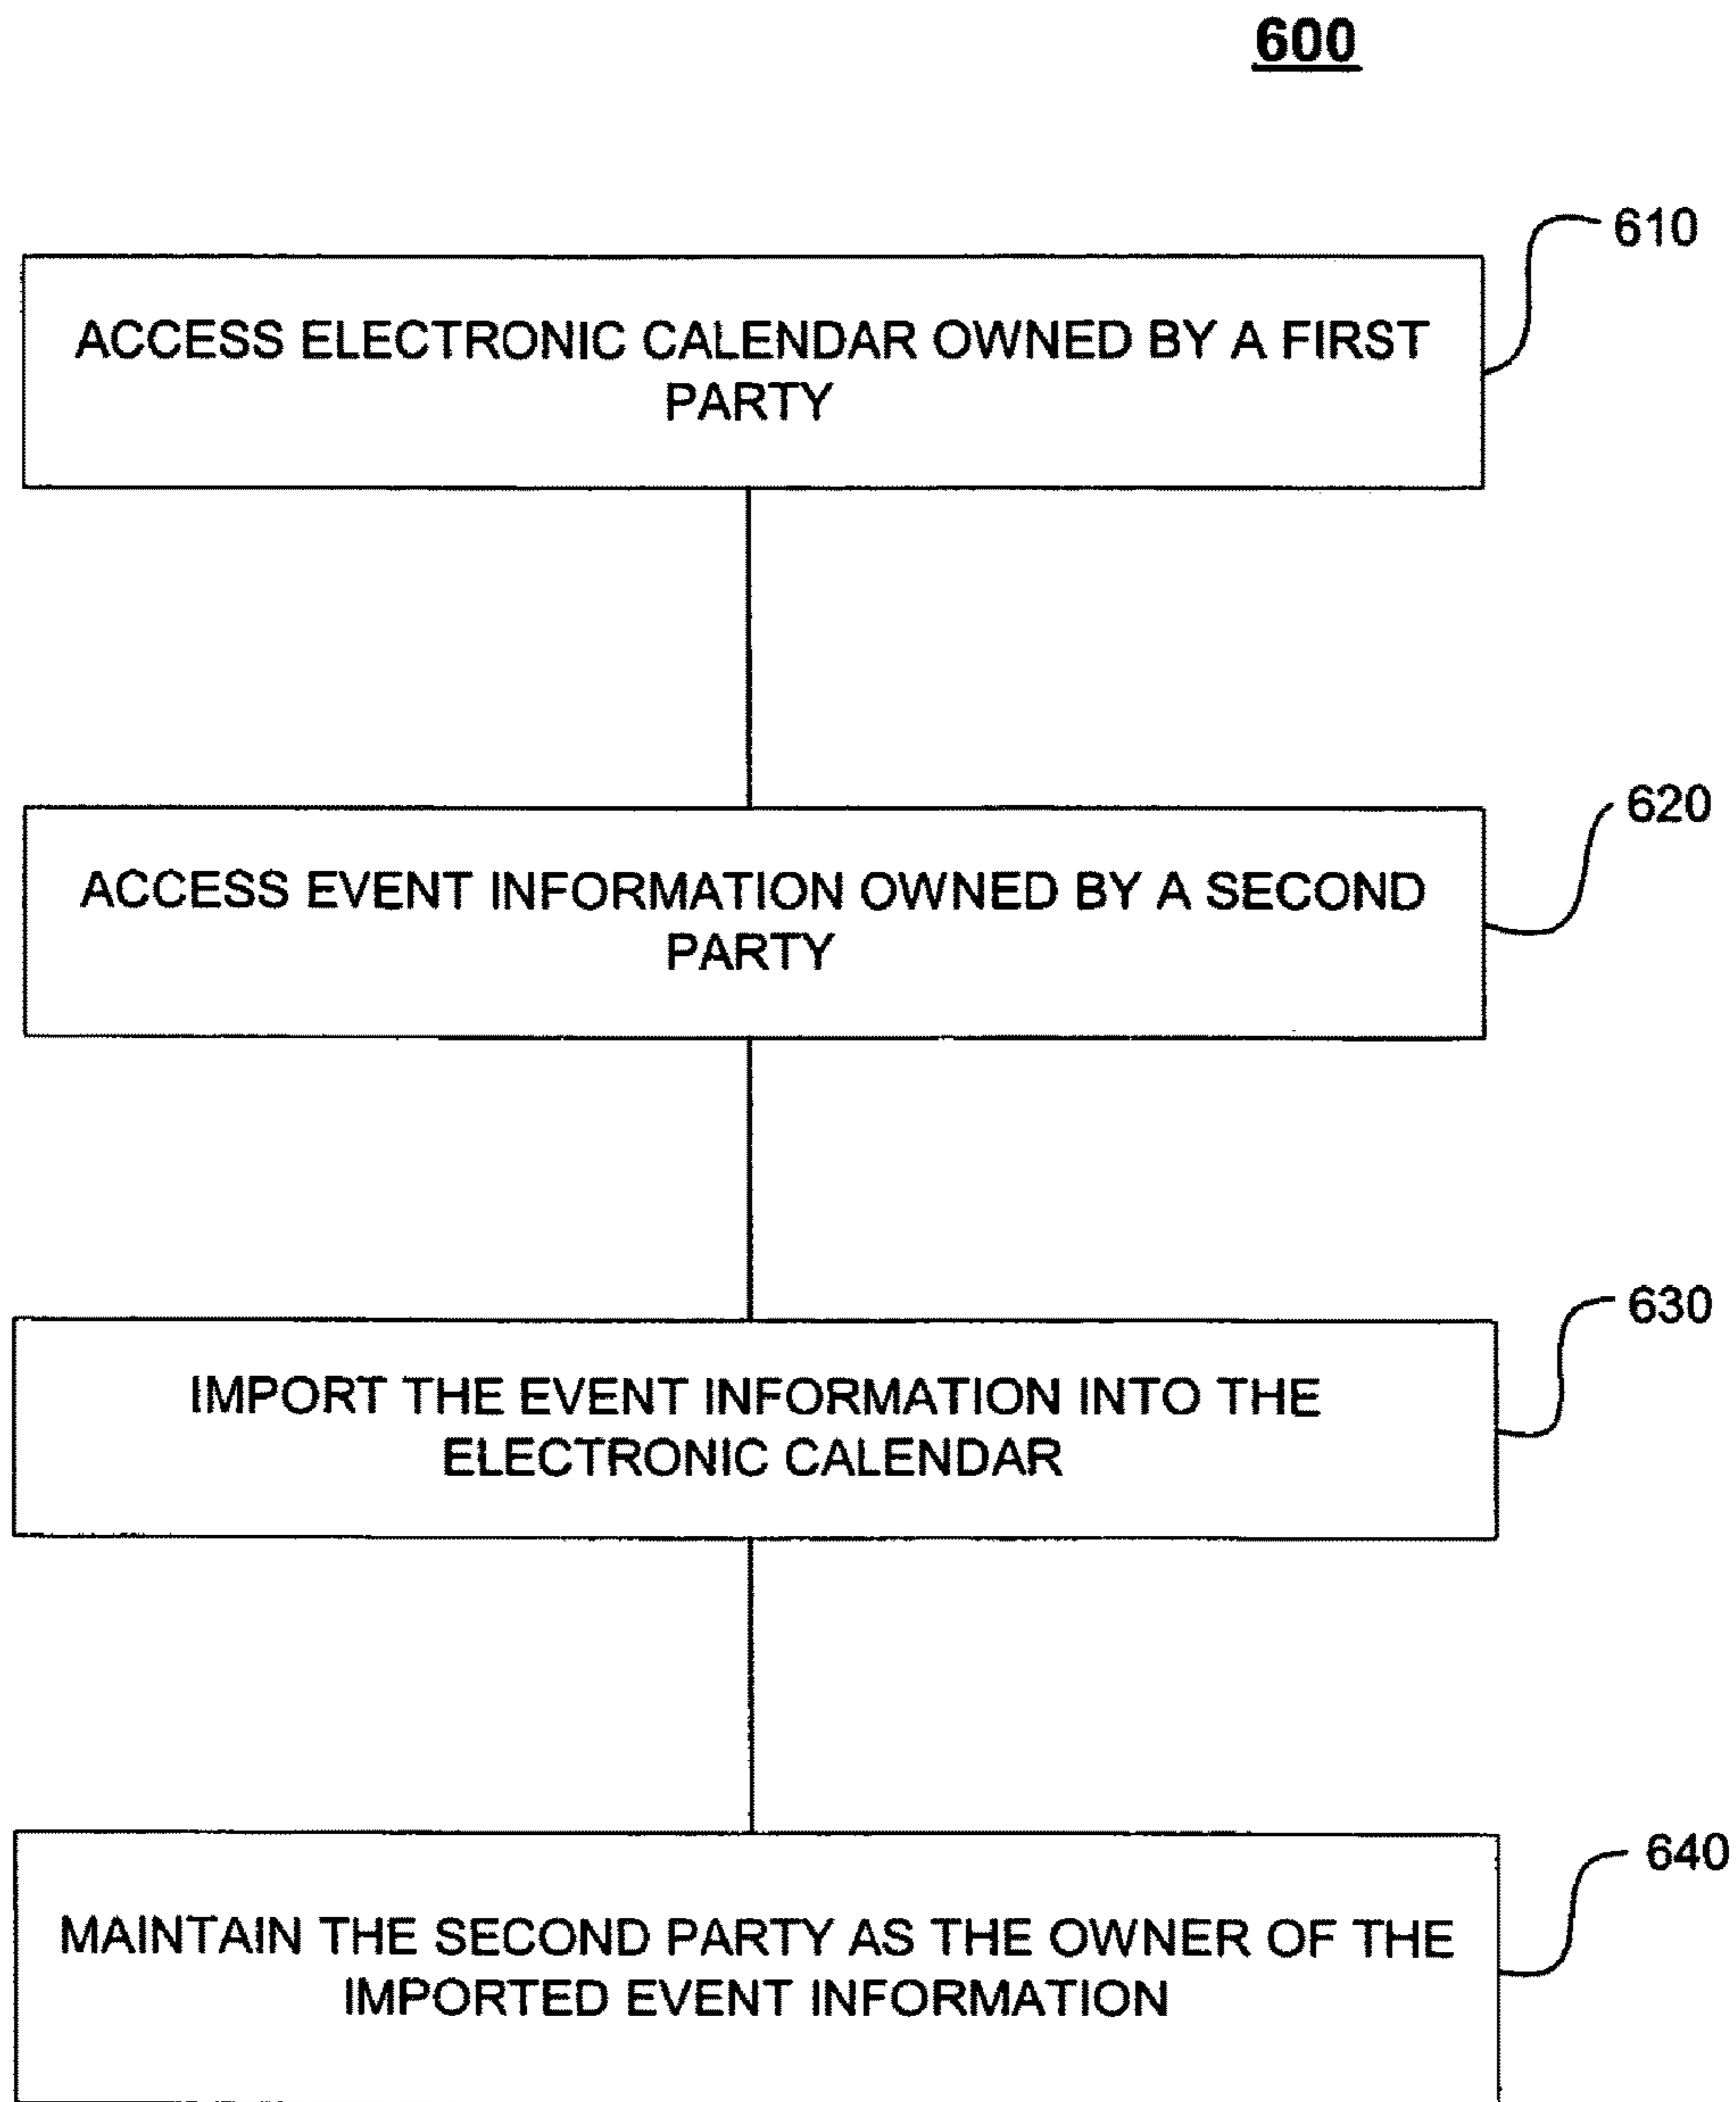 600
610
ACCESS ELECTRONIC CALENDAR OWNED BY A FIRST
PARTY
620
ACCESS EVENT INFORMATION OWNED BY A SECOND
PARTY
630
IMPORT THE EVENT INFORMATION INTO THE
ELECTRONIC CALENDAR
640
MAINTAIN THE SECOND PARTY AS THE OWNER OF THE
IMPORTED EVENT INFORMATION